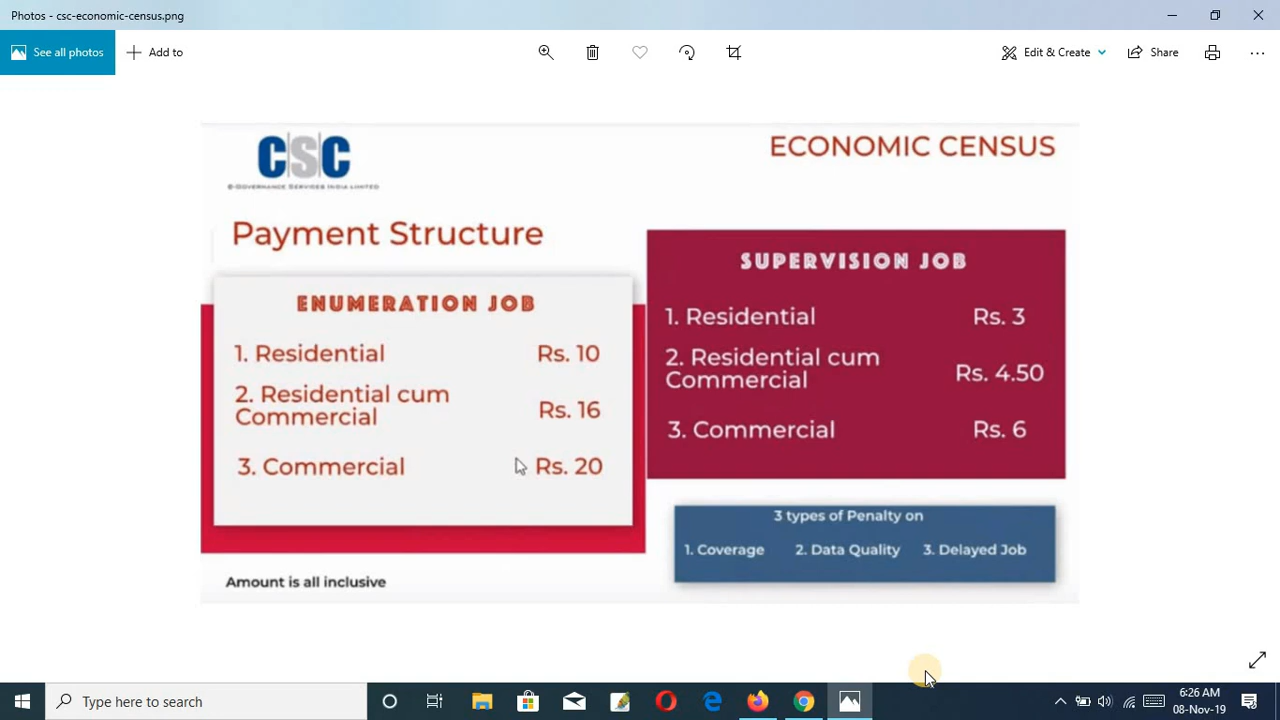 Photos - csc-economic-census.png
See all photos
Add to
Edit & Create
Share
CSC
e-Governance Services India Limited
ECONOMIC CENSUS
Payment Structure
ENUMERATION JOB
1. Residential Rs. 10
2. Residential cum
Commercial Rs. 16
3. Commercial Rs. 20
Amount is all inclusive
SUPERVISION JOB
1. Residential Rs. 3
2. Residential cum
Commercial Rs. 4.50
3. Commercial Rs. 6
3 types of Penalty on
1. Coverage 2. Data Quality 3. Delayed Job
Type here to search
6:26 AM
08-Nov-19